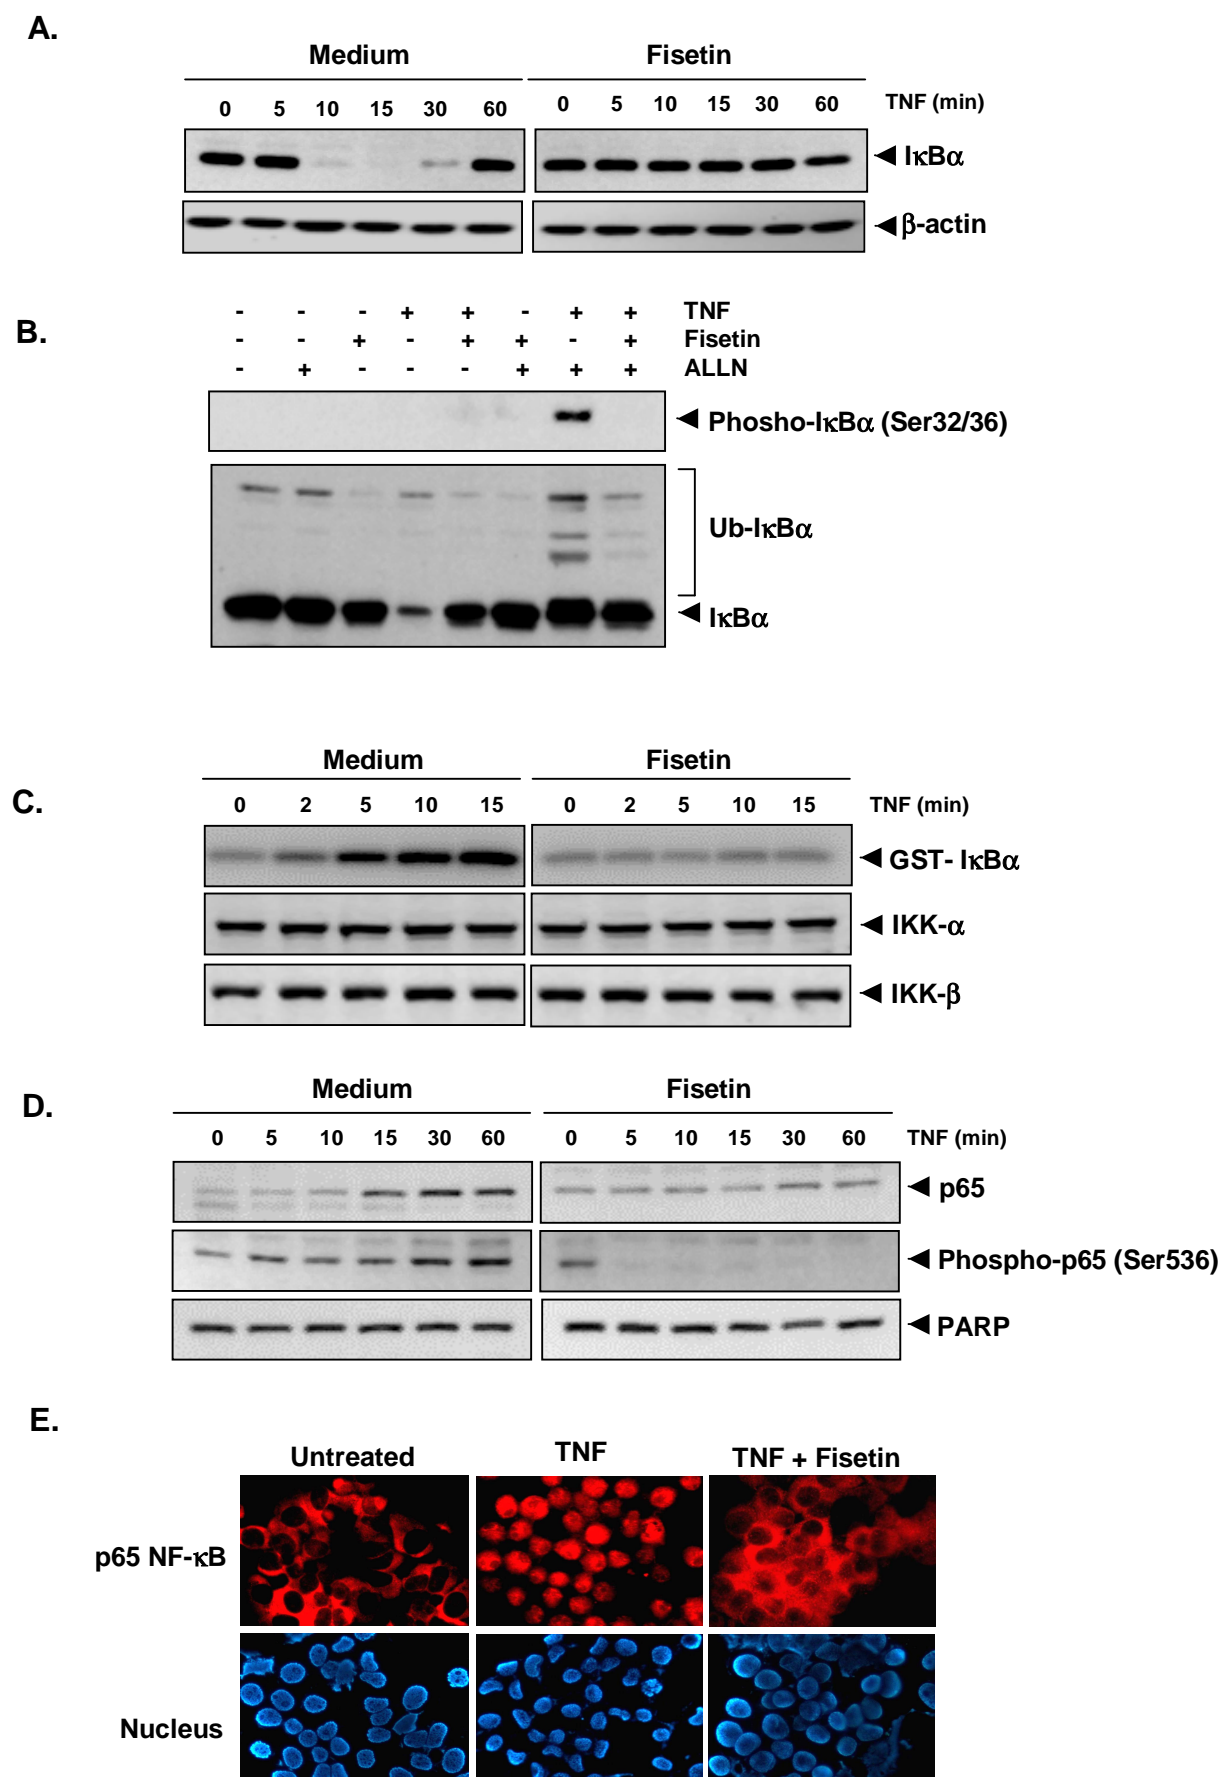 A.
Medium Fisetin
0 5 10 15 30 60 0 5 10 15 30 60 TNF (min)
IκBα
β-actin
B.
- - - + + - + + TNF
- - + - + + - + Fisetin
- + - - - + + + ALLN
Phosho-IκBα (Ser32/36)
Ub-IκBα
IκBα
Medium Fisetin
C.
0 2 5 10 15 0 2 5 10 15 TNF (min)
GST- IκBα
IKK-α
IKK-β
Medium Fisetin
D.
0 5 10 15 30 60 0 5 10 15 30 60 TNF (min)
p65
Phospho-p65 (Ser536)
PARP
E.
Untreated TNF TNF + Fisetin
p65 NF-κB
Nucleus